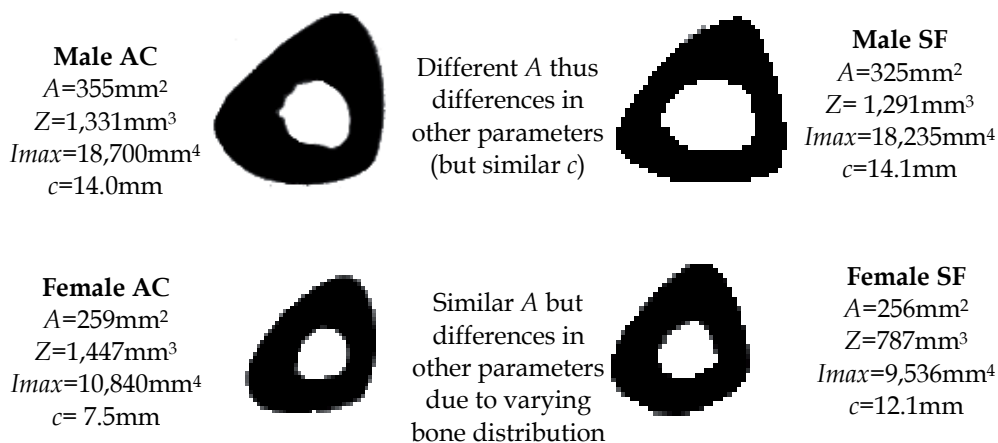 Male AC
A=355mm²
Z=1,331mm³
Imax=18,700mm⁴
c=14.0mm
Different A thus
differences in
other parameters
(but similar c)
Male SF
A=325mm²
Z= 1,291mm³
Imax=18,235mm⁴
c=14.1mm
Female AC
A=259mm²
Z=1,447mm³
Imax=10,840mm⁴
c= 7.5mm
Similar A but
differences in
other parameters
due to varying
bone distribution
Female SF
A=256mm²
Z=787mm³
Imax=9,536mm⁴
c=12.1mm